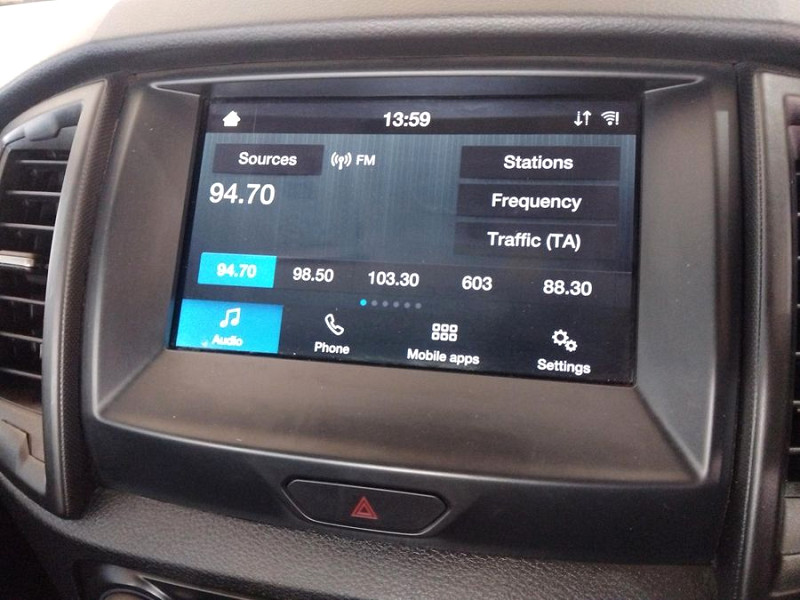 13:59
Sources
FM
Stations
94.70
Frequency
Traffic (TA)
94.70 98.50 103.30 603 88.30
Audio Phone Mobile apps Settings